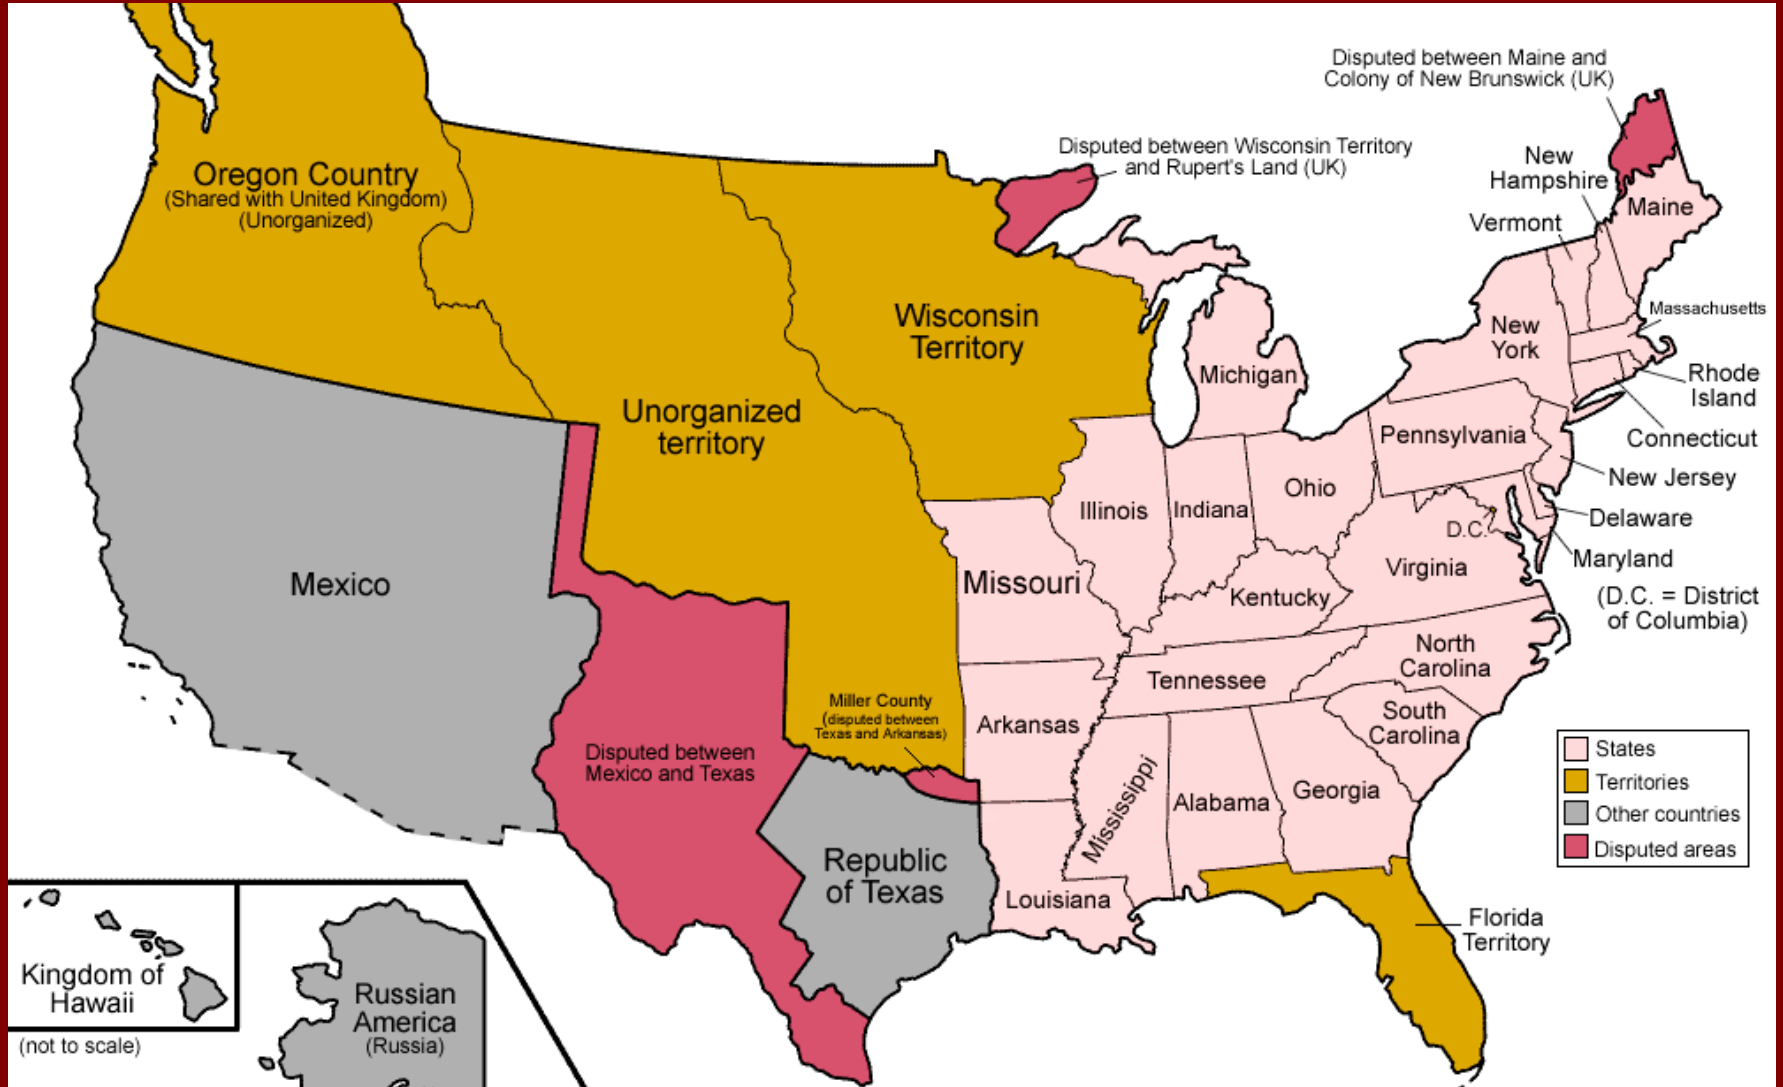 Disputed between Maine and
Colony of New Brunswick (UK)
Disputed between Wisconsin Territory
and Rupert's Land (UK)
New
Hampshire
Oregon Country
(Shared with United Kingdom)
(Unorganized)
Maine
Vermont
Massachusetts
Wisconsin
Territory
New
York
Michigan
Rhode
Island
Unorganized
territory
Pennsylvania
Connecticut
New Jersey
Ohio
Illinois
Indiana
D.C.
Delaware
Maryland
Mexico
Missouri
Virginia
Kentucky
(D.C. = District
of Columbia)
North
Carolina
Tennessee
Miller County
(disputed between
Texas and Arkansas)
Arkansas
South
Carolina
Disputed between
Mexico and Texas
Mississippi
Alabama
Georgia
States
Territories
Other countries
Disputed areas
Republic
of Texas
Louisiana
Florida
Territory
Kingdom of
Hawaii
(not to scale)
Russian
America
(Russia)